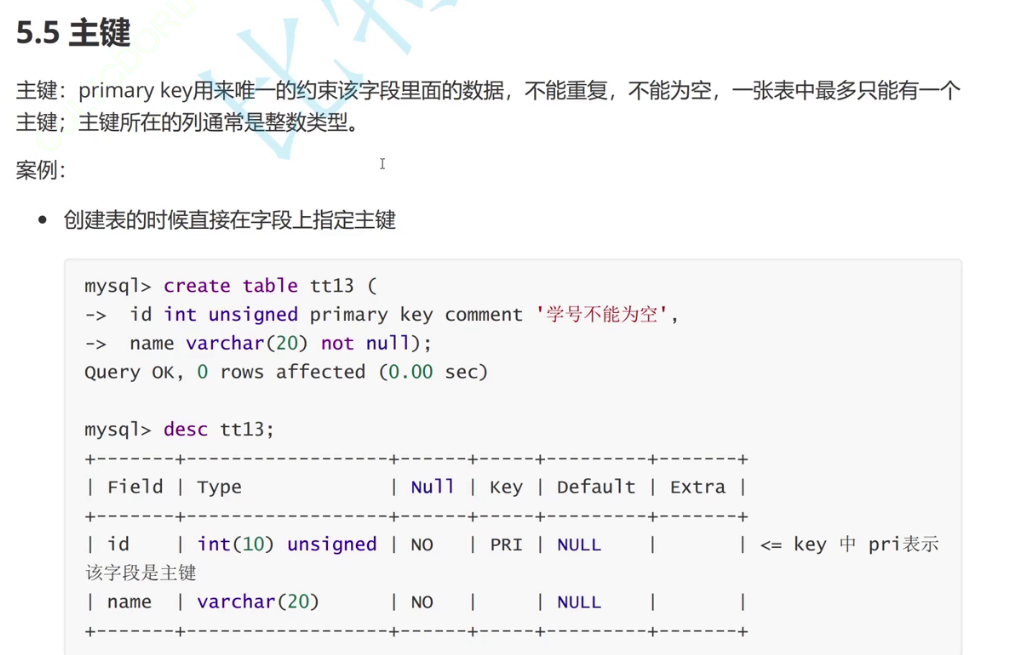 5.5 主键
主键：primary key用来唯一的约束该字段里面的数据，不能重复，不能为空，一张表中最多只能有一个
主键；主键所在的列通常是整数类型。
案例：
• 创建表的时候直接在字段上指定主键
mysql> create table tt13 (
->  id int unsigned primary key comment '学号不能为空',
->  name varchar(20) not null);
Query OK, 0 rows affected (0.00 sec)
mysql> desc tt13;
+-------+------------------+------+-----+---------+-------+
| Field | Type             | Null | Key | Default | Extra |
+-------+------------------+------+-----+---------+-------+
| id    | int(10) unsigned | NO   | PRI | NULL    |       | <= key 中 pri表示
该字段是主键
| name  | varchar(20)      | NO   |     | NULL    |       |
+-------+------------------+------+-----+---------+-------+